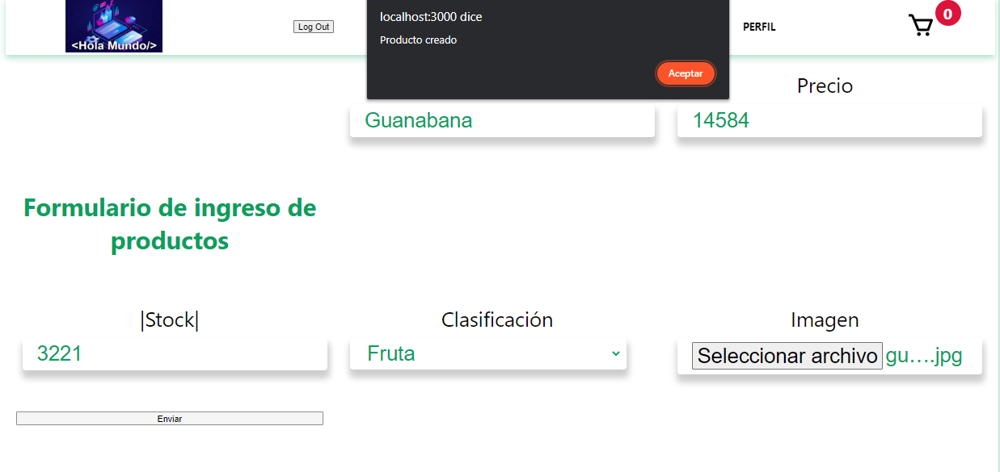 <Hola Mundo/>
Log Out
localhost:3000 dice
Producto creado
Aceptar
PERFIL
0
Precio
Guanabana
14584
Formulario de ingreso de
productos
|Stock|
Clasificación
Imagen
3221
Fruta
Seleccionar archivo gu….jpg
Enviar